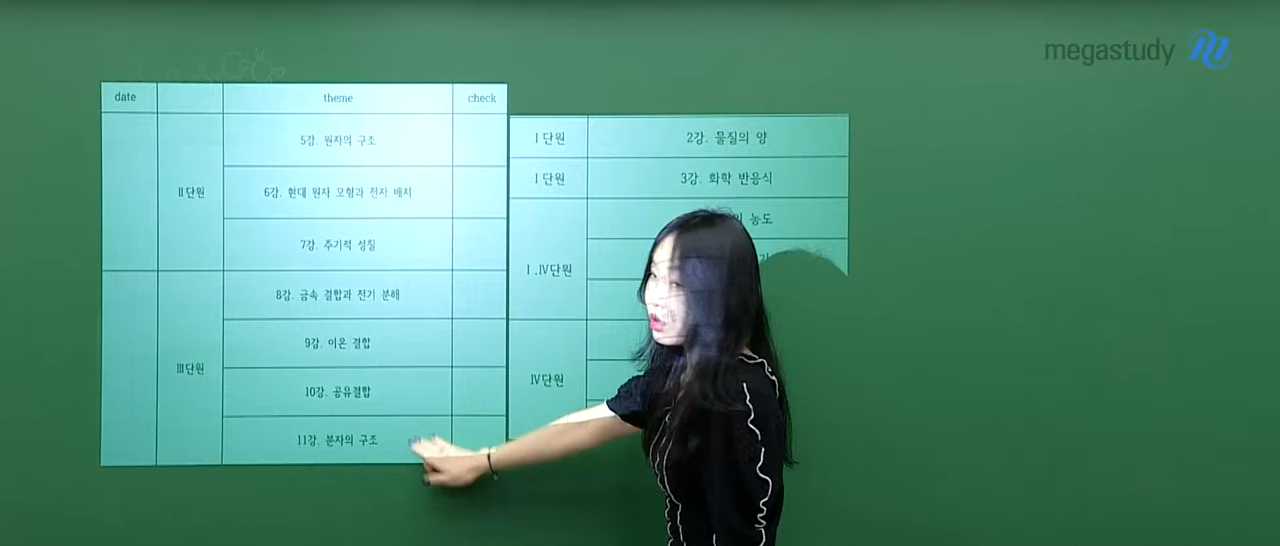 megastudy
date theme check
5강. 원자의 구조
Ⅱ단원 6강. 현대 원자 모형과 전자 배치
7강. 주기적 성질
8강. 금속 결합과 전기 분해
9강. 이온 결합
Ⅲ단원
10강. 공유결합
11강. 분자의 구조
Ⅰ단원 2강. 물질의 양
Ⅰ단원 3강. 화학 반응식
농도
Ⅰ,Ⅳ단원
Ⅳ단원